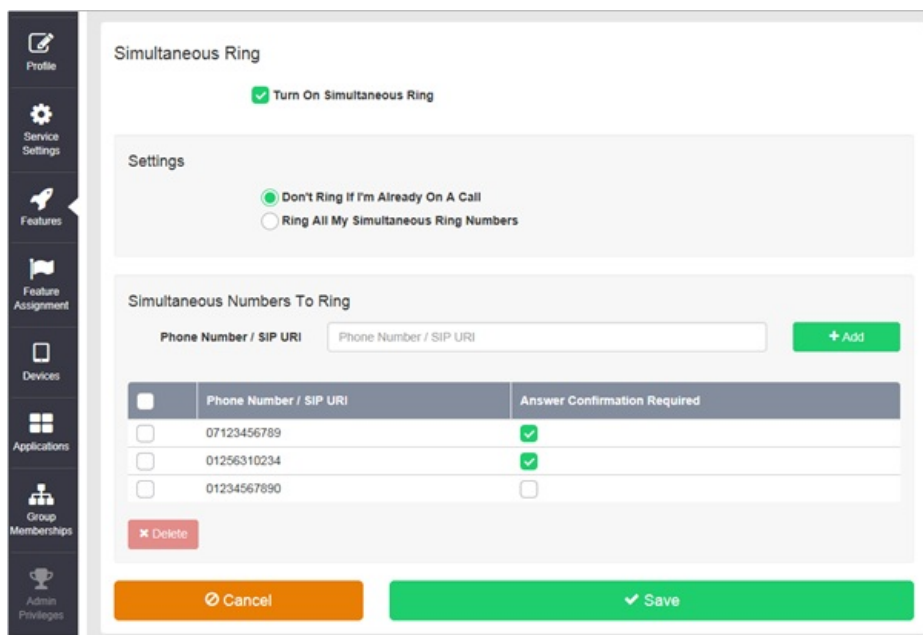 Profile
Service
Settings
Features
Feature
Assignment
Devices
Applications
Group
Memberships
Admin
Privileges
Simultaneous Ring
Turn On Simultaneous Ring
Settings
Don't Ring If I'm Already On A Call
Ring All My Simultaneous Ring Numbers
Simultaneous Numbers To Ring
Phone Number / SIP URI Phone Number / SIP URI + Add
Phone Number / SIP URI Answer Confirmation Required
07123456789
01256310234
01234567890
Delete
Cancel Save